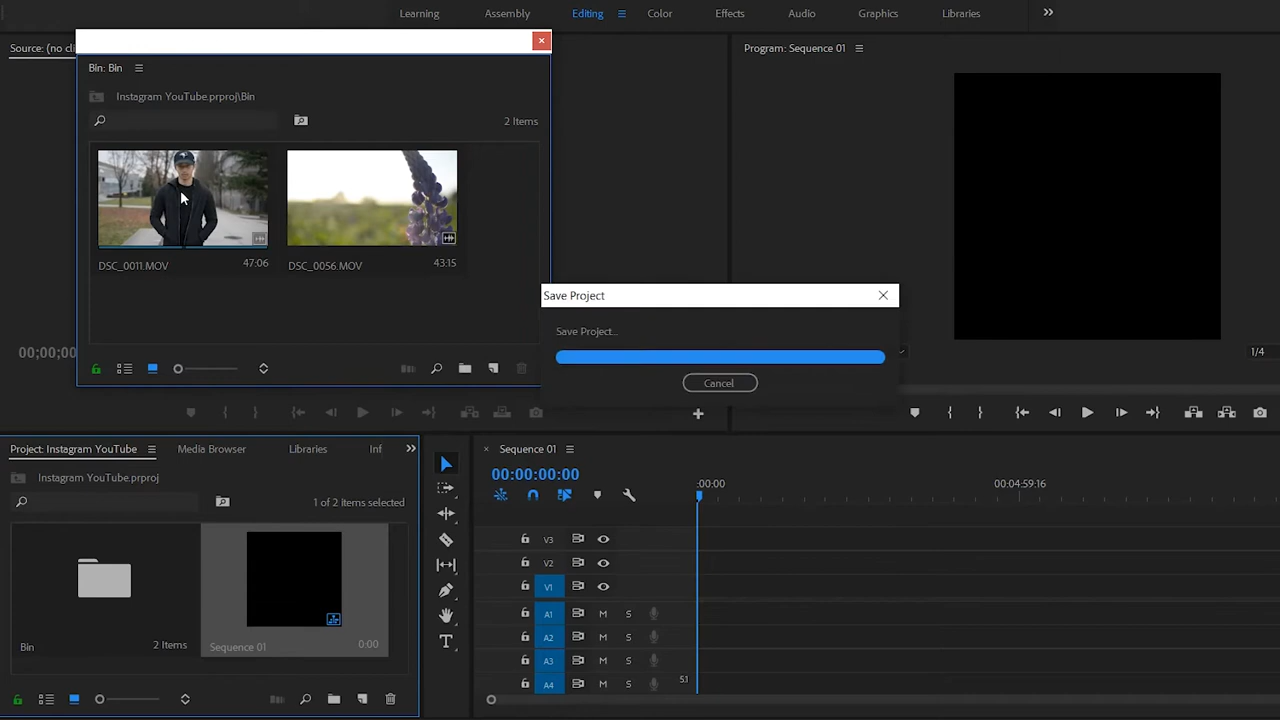 Learning Assembly Editing Color Effects Audio Graphics Libraries
Source: (no cli
Program: Sequence 01
Bin: Bin
Instagram YouTube.prproj\Bin
2 Items
DSC_0011.MOV 47:06
DSC_0056.MOV 43:15
Save Project
Save Project...
Cancel
00;00;00
1/4
Project: Instagram YouTube Media Browser Libraries Inf
Instagram YouTube.prproj
1 of 2 Items selected
Bin 2 Items
Sequence 01 0:00
× Sequence 01
00:00:00:00
:00:00 00:04:59:16
V3
V2
V1
A1 M S
A2 M S
A3 M S
A4 M S
5.1
T